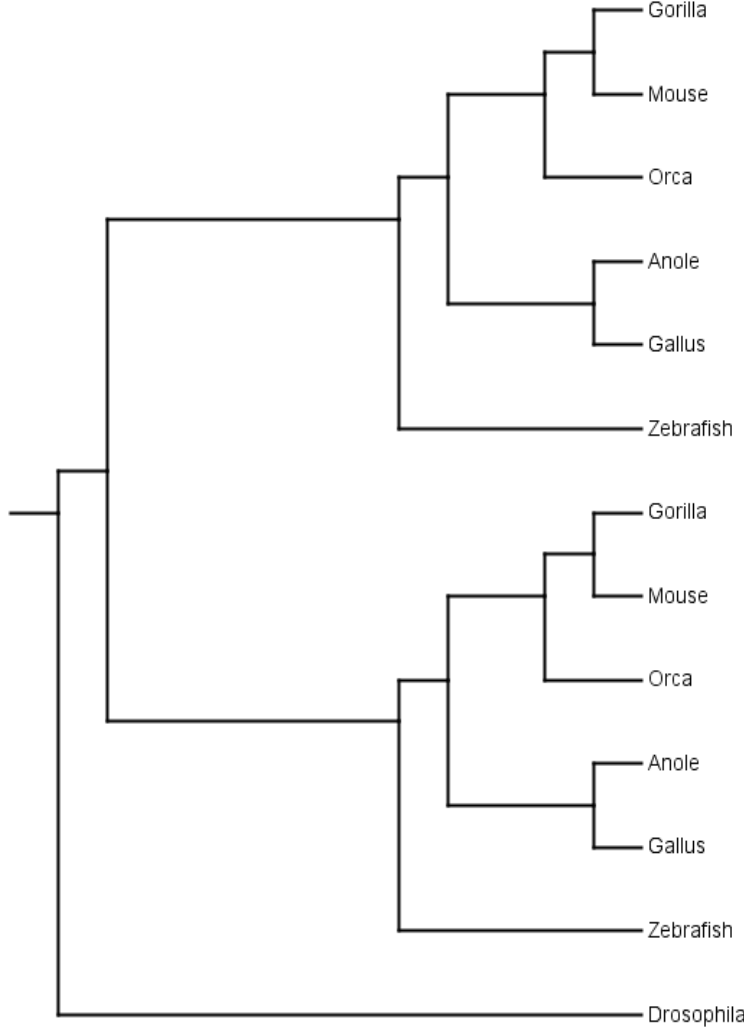 Gorilla
Mouse
Orca
Anole
Gallus
Zebrafish
Gorilla
Mouse
Orca
Anole
Gallus
Zebrafish
Drosophila